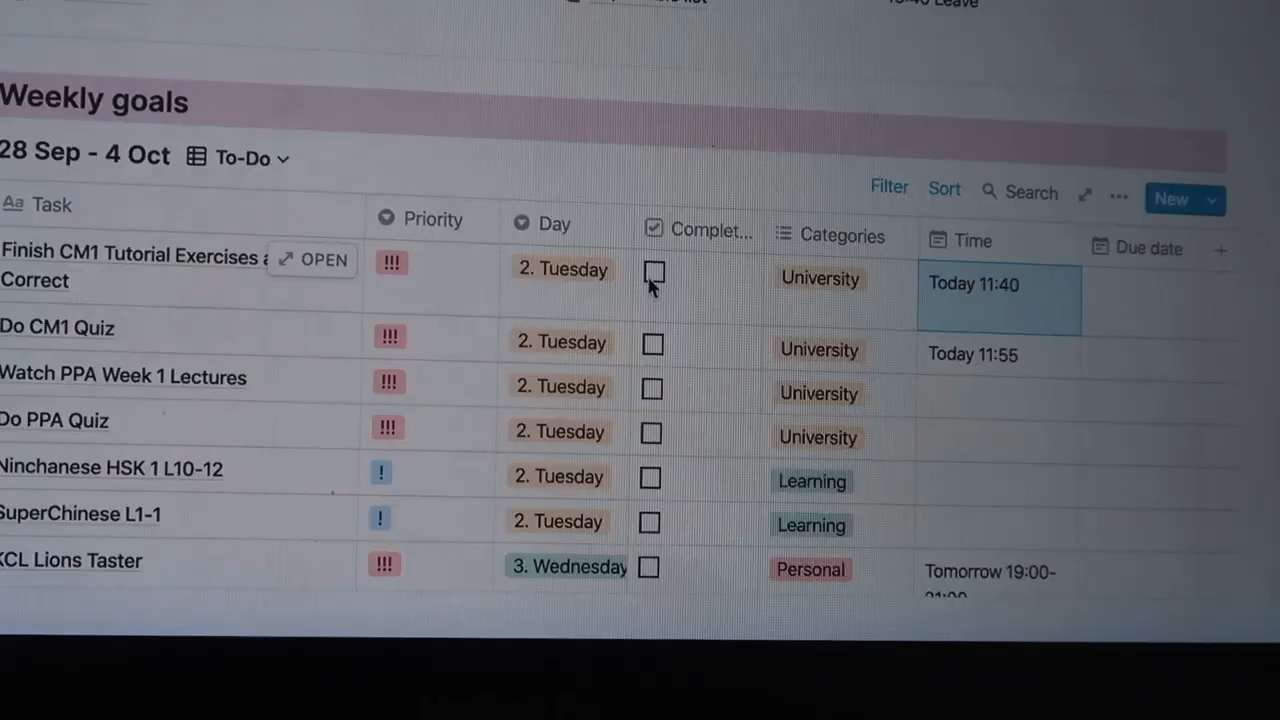 Leave
Weekly goals
28 Sep - 4 Oct To-Do
Filter Sort Search New
Aa Task Priority Day Complet... Categories Time Due date
Finish CM1 Tutorial Exercises OPEN !!! 2. Tuesday University Today 11:40
Correct
Do CM1 Quiz !!! 2. Tuesday University Today 11:55
Watch PPA Week 1 Lectures !!! 2. Tuesday University
Do PPA Quiz !!! 2. Tuesday University
Ninchanese HSK 1 L10-12 ! 2. Tuesday Learning
SuperChinese L1-1 ! 2. Tuesday Learning
KCL Lions Taster !!! 3. Wednesday Personal Tomorrow 19:00-